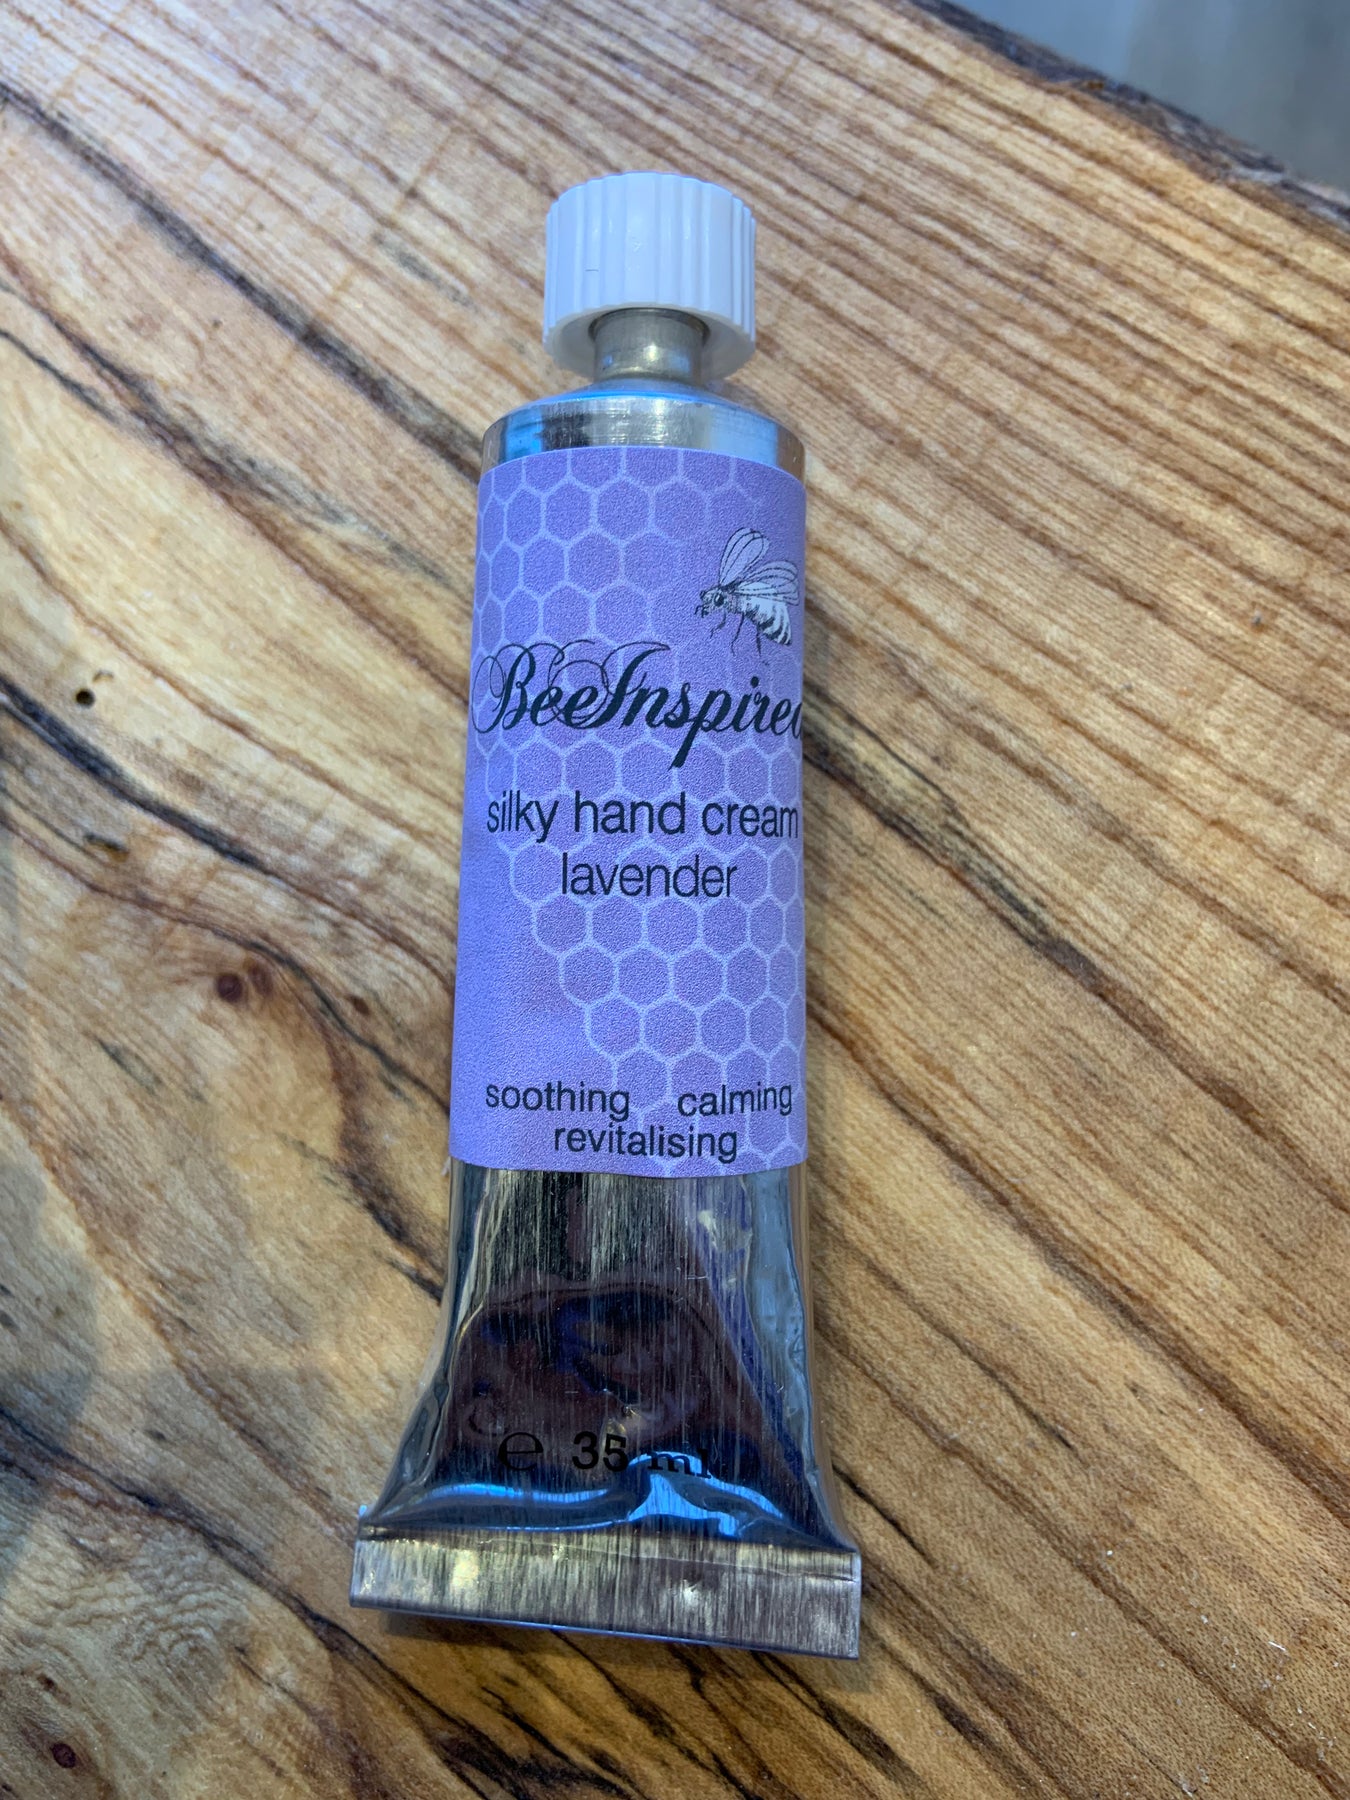 BeeInspired
silky hand cream
lavender
soothing calming
revitalising
℮ 35 ml